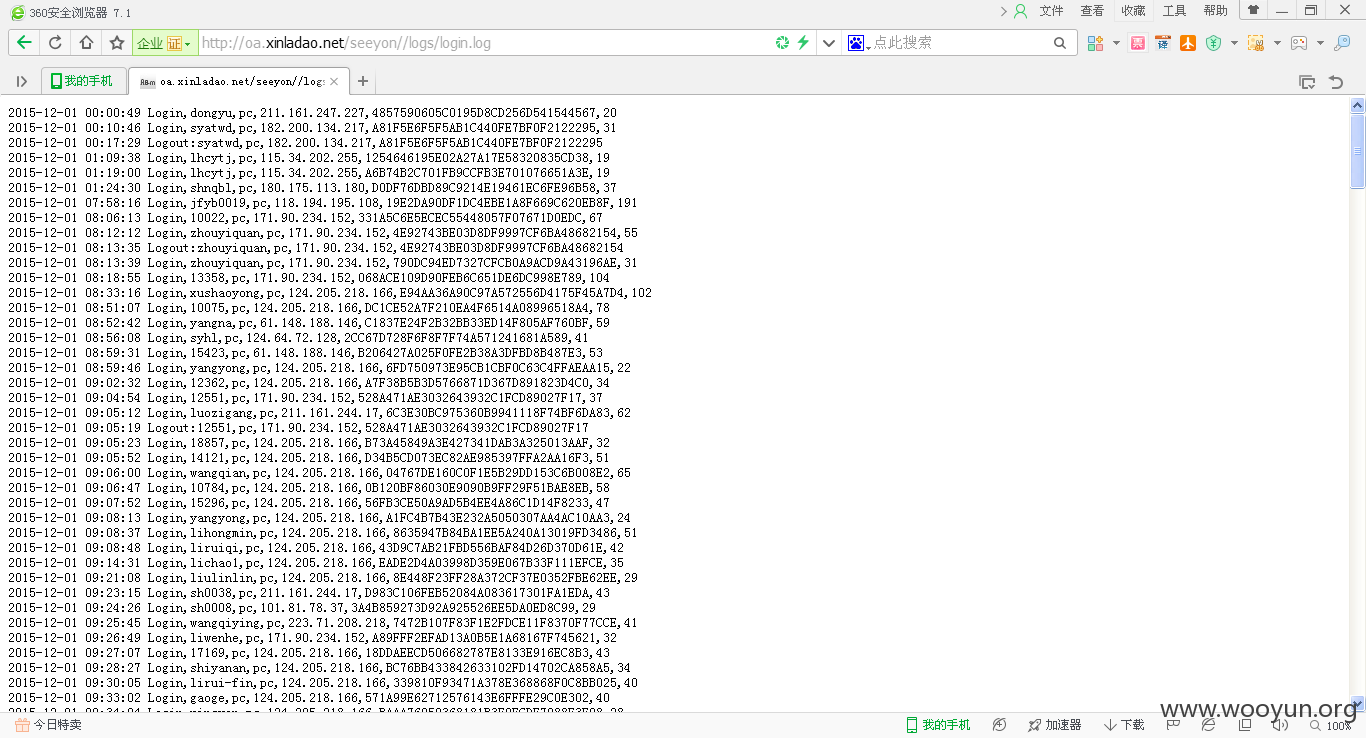 360安全浏览器 7.1
文件 查看 收藏 工具 帮助
企业 证 http://oa.xinladao.net/seeyon//logs/login.log 点此搜索
我的手机 oa.xinladao.net/seeyon//log
2015-12-01 00:00:49 Login,dongyu,pc,211.161.247.227,4857590605C0195D8CD256D541544567,20
2015-12-01 00:10:46 Login,syatwd,pc,182.200.134.217,A81F5E6F5F5AB1C440FE7BF0F2122295,31
2015-12-01 00:17:29 Logout:syatwd,pc,182.200.134.217,A81F5E6F5F5AB1C440FE7BF0F2122295
2015-12-01 01:09:38 Login,lhcytj,pc,115.34.202.255,1254646195E02A27A17E58320835CD38,19
2015-12-01 01:19:00 Login,lhcytj,pc,115.34.202.255,A6B74B2C701FB9CCFB3E701076651A3E,19
2015-12-01 01:24:30 Login,shnqbl,pc,180.175.113.180,D0DF76DBD89C9214E19461EC6FE96B58,37
2015-12-01 07:58:16 Login,jfyb0019,pc,118.194.195.108,19E2DA90DF1DC4EBE1A8F669C620EB8F,191
2015-12-01 08:06:13 Login,10022,pc,171.90.234.152,331A5C6E5ECEC55448057F07671D0EDC,67
2015-12-01 08:12:12 Login,zhouyiquan,pc,171.90.234.152,4E92743BE03D8DF9997CF6BA48682154,55
2015-12-01 08:13:35 Logout:zhouyiquan,pc,171.90.234.152,4E92743BE03D8DF9997CF6BA48682154
2015-12-01 08:13:39 Login,zhouyiquan,pc,171.90.234.152,790DC94ED7327CFCB0A9ACD9A43196AE,31
2015-12-01 08:18:55 Login,13358,pc,171.90.234.152,068ACE109D90FEB6C651DE6DC998E789,104
2015-12-01 08:33:16 Login,xushaoyong,pc,124.205.218.166,E94AA36A90C97A572556D4175F45A7D4,102
2015-12-01 08:51:07 Login,10075,pc,124.205.218.166,DC1CE52A7F210EA4F6514A08996518A4,78
2015-12-01 08:52:42 Login,yangna,pc,61.148.188.146,C1837E24F2B32BB33ED14F805AF760BF,59
2015-12-01 08:56:08 Login,syhl,pc,124.64.72.128,2CC67D728F6F8F7F74A571241681A589,41
2015-12-01 08:59:31 Login,15423,pc,61.148.188.146,B206427A025F0FE2B38A3DFBD8B487E3,53
2015-12-01 08:59:46 Login,yangyong,pc,124.205.218.166,6FD750973E95CB1CBF0C63C4FFAEAA15,22
2015-12-01 09:02:32 Login,12362,pc,124.205.218.166,A7F38B5B3D5766871D367D891823D4C0,34
2015-12-01 09:04:54 Login,12551,pc,171.90.234.152,528A471AE3032643932C1FCD89027F17,37
2015-12-01 09:05:12 Login,luozigang,pc,211.161.244.17,6C3E30BC975360B9941118F74BF6DA83,62
2015-12-01 09:05:19 Logout:12551,pc,171.90.234.152,528A471AE3032643932C1FCD89027F17
2015-12-01 09:05:23 Login,18857,pc,124.205.218.166,B73A45849A3E427341DAB3A325013AAF,32
2015-12-01 09:05:52 Login,14121,pc,124.205.218.166,D34B5CD073EC82AE985397FFA2AA16F3,51
2015-12-01 09:06:00 Login,wangqian,pc,124.205.218.166,04767DE160C0F1E5B29DD153C6B008E2,65
2015-12-01 09:06:47 Login,10784,pc,124.205.218.166,0B120BF86030E9090B9FF29F51BAE8EB,58
2015-12-01 09:07:52 Login,15296,pc,124.205.218.166,56FB3CE50A9AD5B4EE4A86C1D14F8233,47
2015-12-01 09:08:13 Login,yangyong,pc,124.205.218.166,A1FC4B7B43E232A5050307AA4AC10AA3,24
2015-12-01 09:08:37 Login,lihongmin,pc,124.205.218.166,8635947B84BA1EE5A240A13019FD3486,51
2015-12-01 09:08:48 Login,liruiqi,pc,124.205.218.166,43D9C7AB21FBD556BAF84D26D370D61E,42
2015-12-01 09:14:31 Login,lichao1,pc,124.205.218.166,EADE2D4A03998D359E067B33F111EFCE,35
2015-12-01 09:21:08 Login,liulinlin,pc,124.205.218.166,8E448F23FF28A372CF37E0352FBE62EE,29
2015-12-01 09:23:15 Login,sh0038,pc,211.161.244.17,D983C106FEB52084A083617301FA1EDA,43
2015-12-01 09:24:26 Login,sh0008,pc,101.81.78.37,3A4B859273D92A925526EE5DA0ED8C99,29
2015-12-01 09:25:45 Login,wangqiying,pc,223.71.208.218,7472B107F83F1E2FDCE11F8370F77CCE,41
2015-12-01 09:26:49 Login,liwenhe,pc,171.90.234.152,A89FFF2EFAD13A0B5E1A68167F745621,32
2015-12-01 09:27:07 Login,17169,pc,124.205.218.166,18DDAEECD506682787E8133E916EC8B3,43
2015-12-01 09:28:27 Login,shiyanan,pc,124.205.218.166,BC76BB433842633102FD14702CA858A5,34
2015-12-01 09:30:05 Login,lirui-fin,pc,124.205.218.166,339810F93471A378E368868F0C8BB025,40
2015-12-01 09:33:02 Login,gaoge,pc,124.205.218.166,571A99E62712576143E6FFFE29C0E302,40
www.wooyun.org
今日特卖 我的手机 加速器 下载 100%